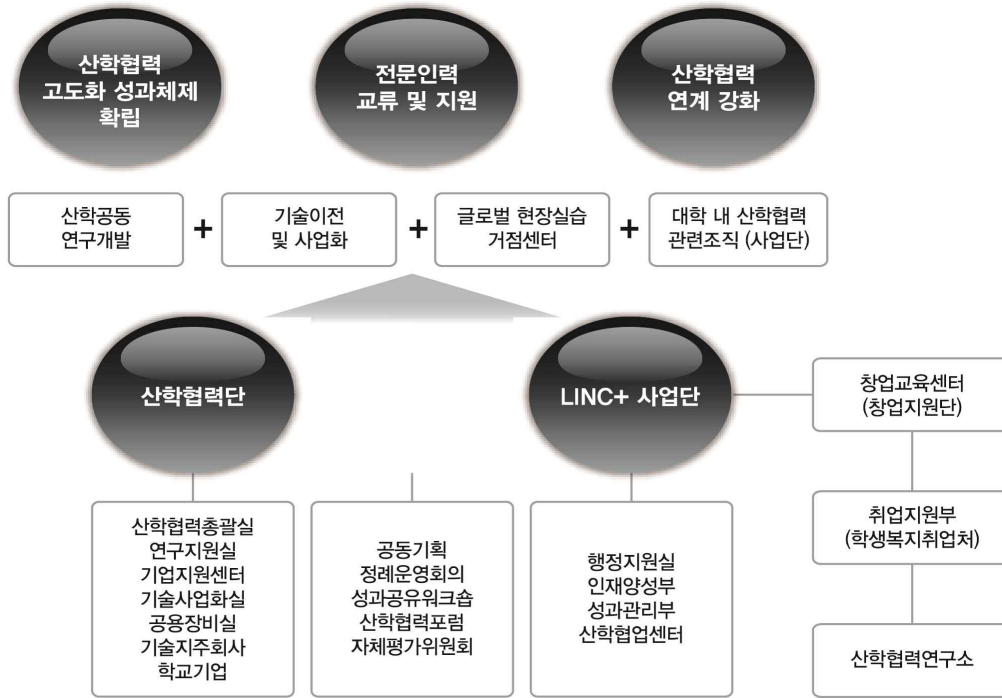 산학협력
고도화 성과체제
확립
전문인력
교류 및 지원
산학협력
연계 강화
산학공동
연구개발
+
기술이전
및 사업화
+
글로벌 현장실습
거점센터
+
대학 내 산학협력
관련조직 (사업단)
산학협력단
LINC+ 사업단
창업교육센터
(창업지원단)
취업지원부
(학생복지취업처)
산학협력연구소
산학협력총괄실
연구지원실
기업지원센터
기술사업화실
공용장비실
기술지주회사
학교기업
공동기획
정례운영회의
성과공유워크숍
산학협력포럼
자체평가위원회
행정지원실
인재양성부
성과관리부
산학협업센터